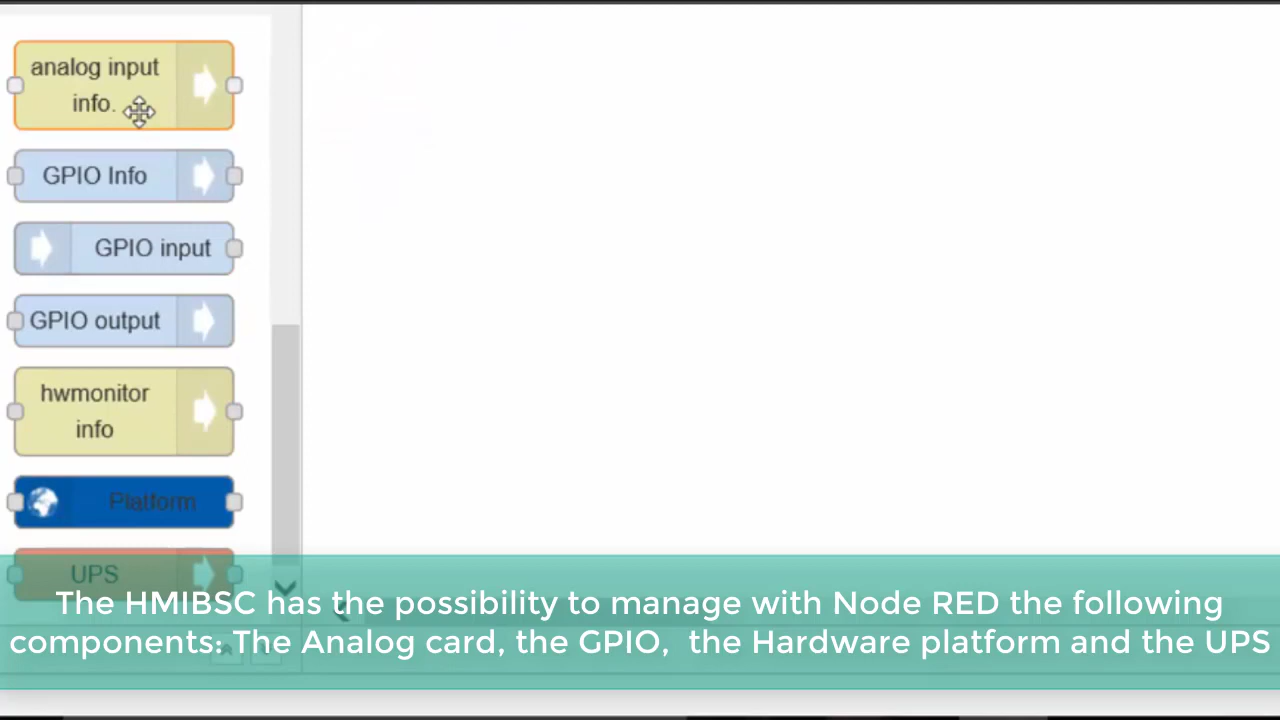 analog input
info.
GPIO Info
GPIO input
GPIO output
hwmonitor
info
Platform
UPS
The HMIBSC has the possibility to manage with Node RED the following
components: The Analog card, the GPIO, the Hardware platform and the UPS